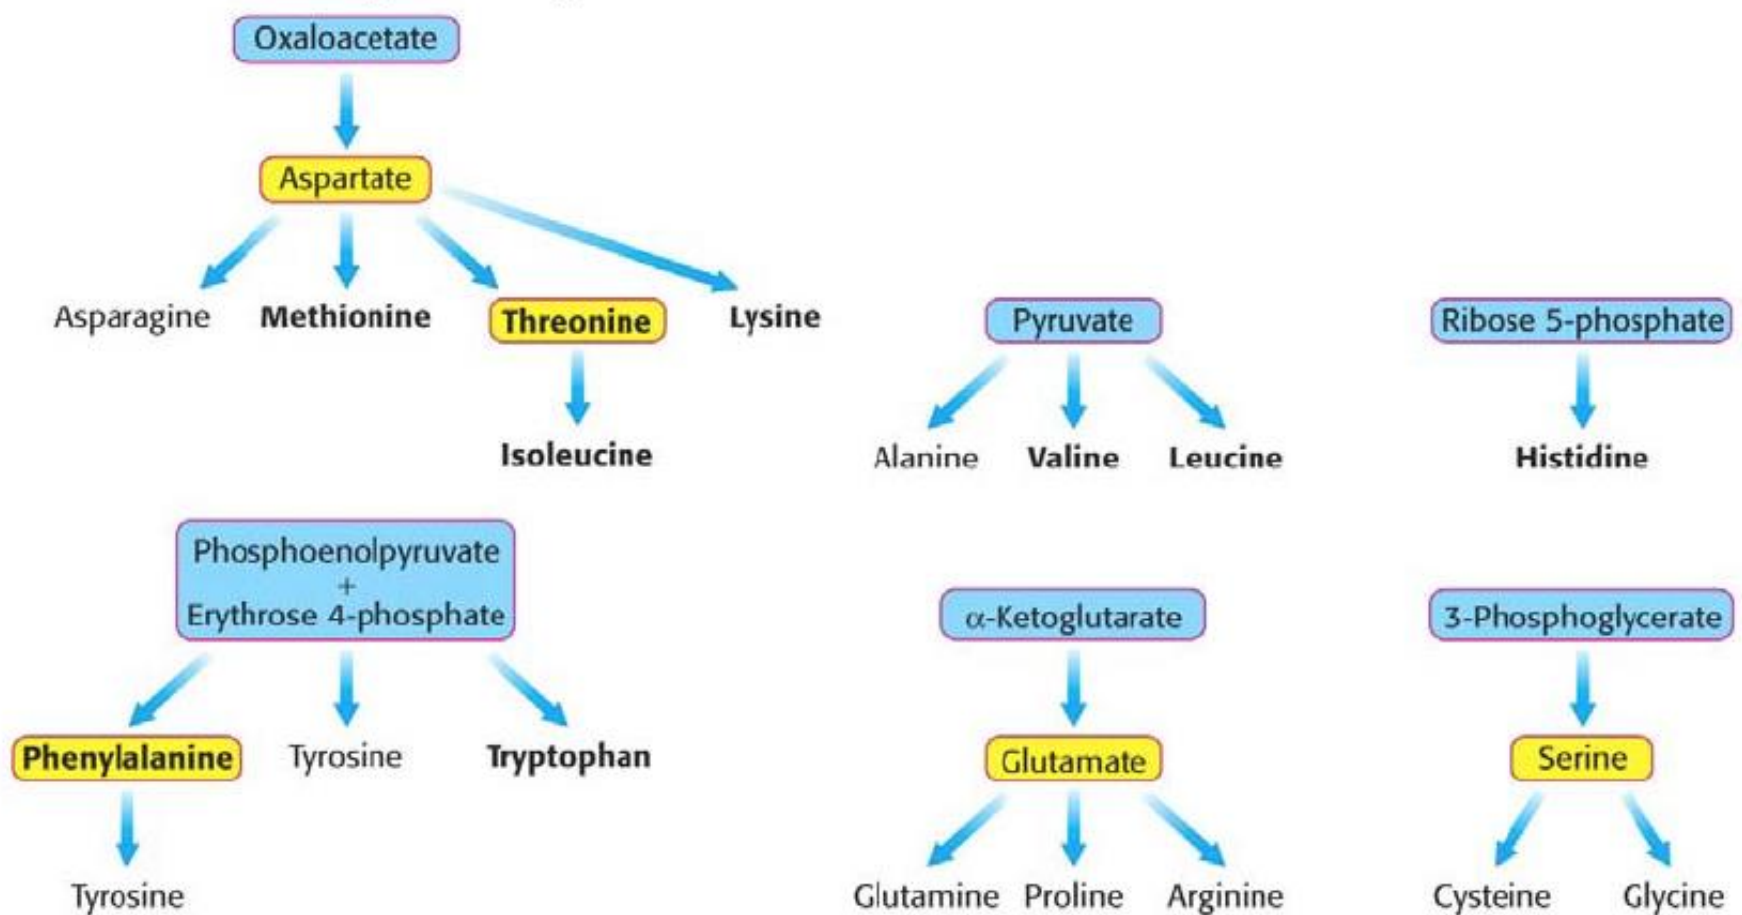 Oxaloacetate
Aspartate
Asparagine
Methionine
Threonine
Lysine
Isoleucine
Pyruvate
Alanine
Valine
Leucine
Ribose 5-phosphate
Histidine
Phosphoenolpyruvate
+
Erythrose 4-phosphate
Phenylalanine
Tyrosine
Tryptophan
Tyrosine
α-Ketoglutarate
Glutamate
Glutamine
Proline
Arginine
3-Phosphoglycerate
Serine
Cysteine
Glycine